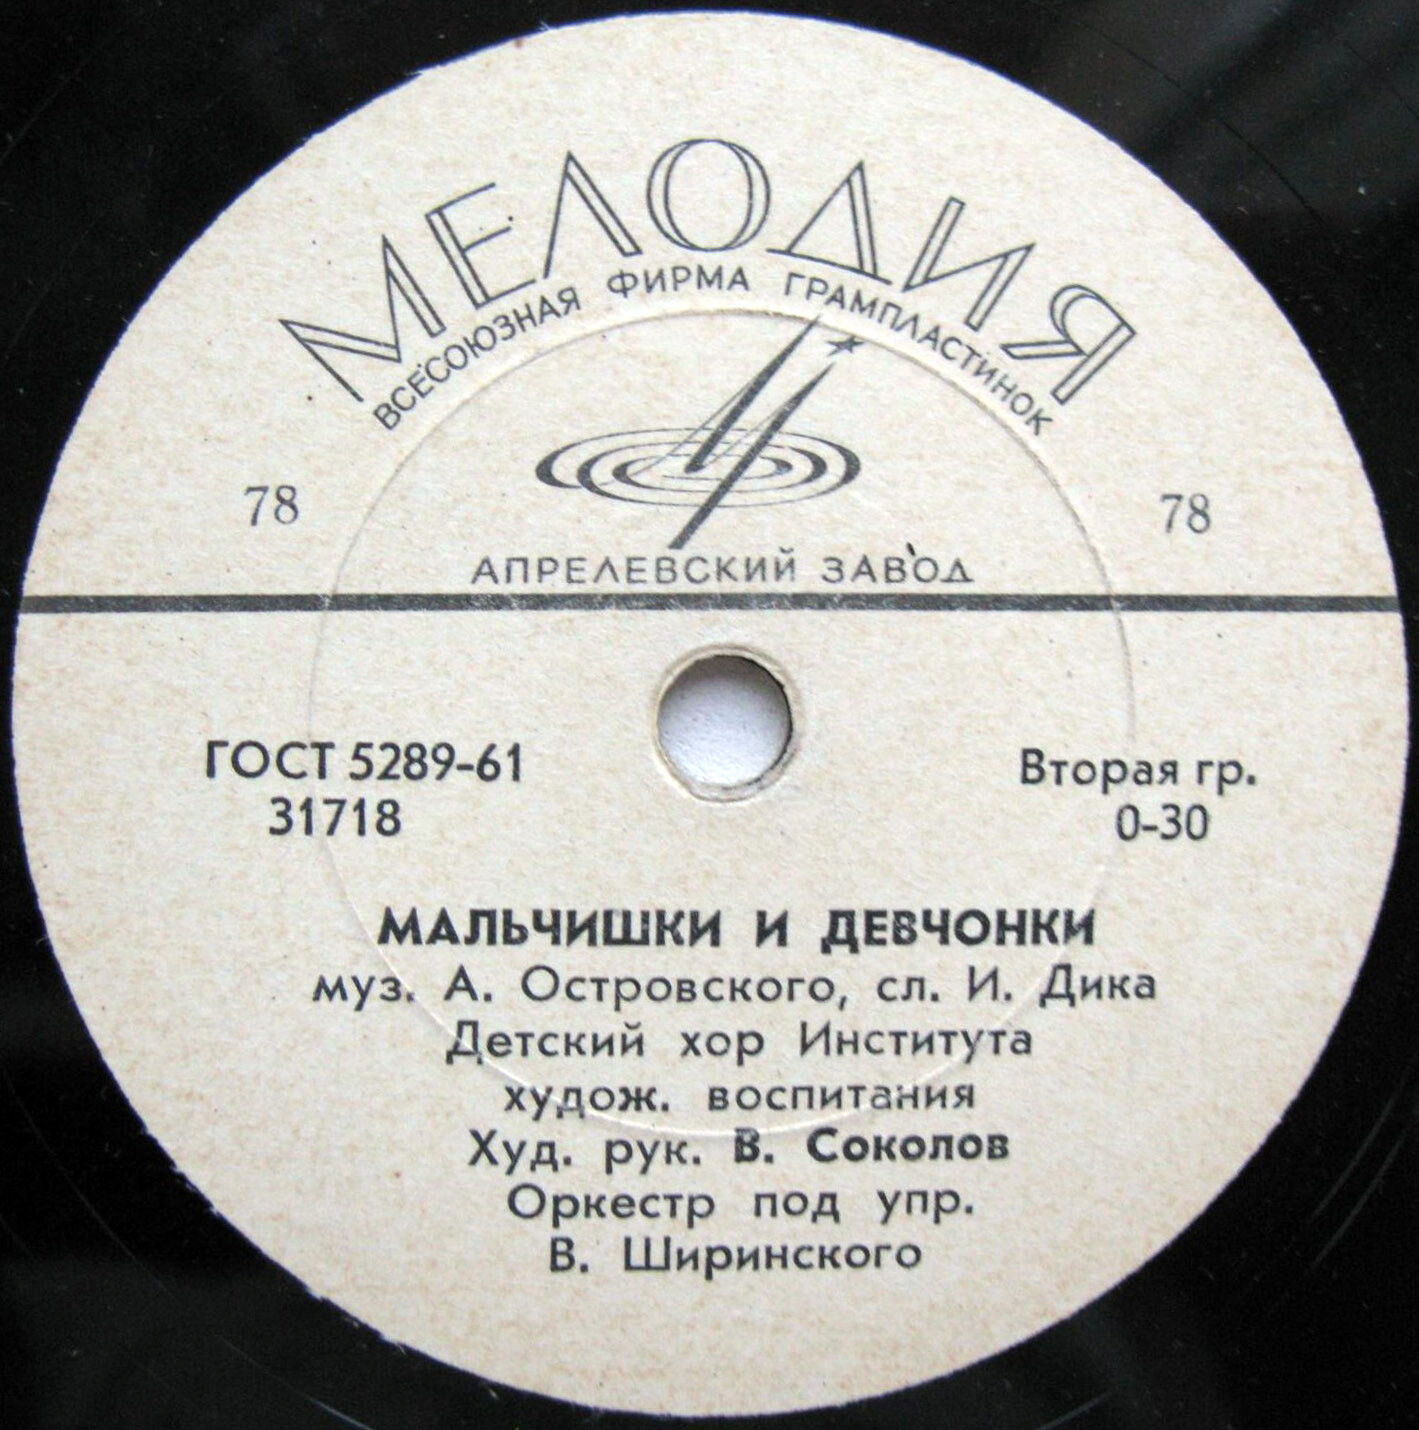 МЕЛОДИЯ
ВСЕСОЮЗНАЯ ФИРМА ГРАМПЛАСТИНОК
78 78
АПРЕЛЕВСКИЙ ЗАВОД
ГОСТ 5289-61 Вторая гр.
31718 0-30
МАЛЬЧИШКИ И ДЕВЧОНКИ
муз. А. Островского, сл. И. Дика
Детский хор Института
худож. воспитания
Худ. рук. В. Соколов
Оркестр под упр.
В. Ширинского